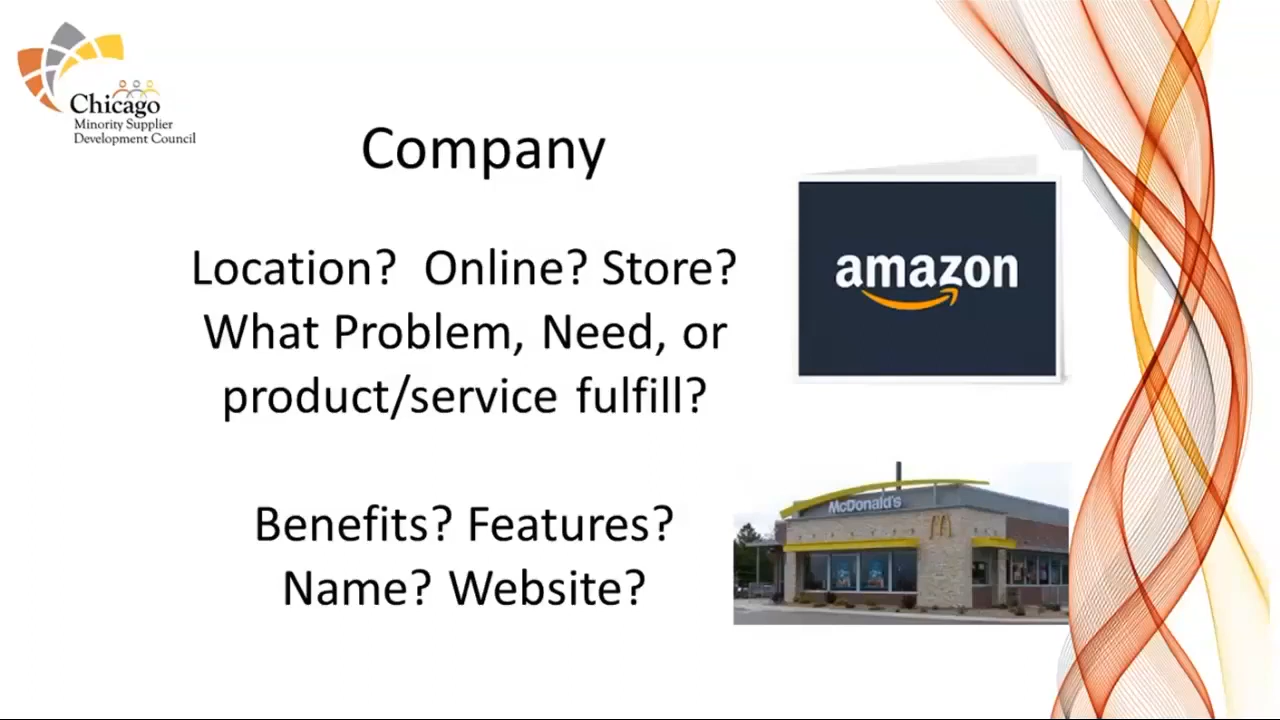 Chicago
Minority Supplier
Development Council
Company
Location? Online? Store?
What Problem, Need, or
product/service fulfill?
Benefits? Features?
Name? Website?
amazon
McDonald's